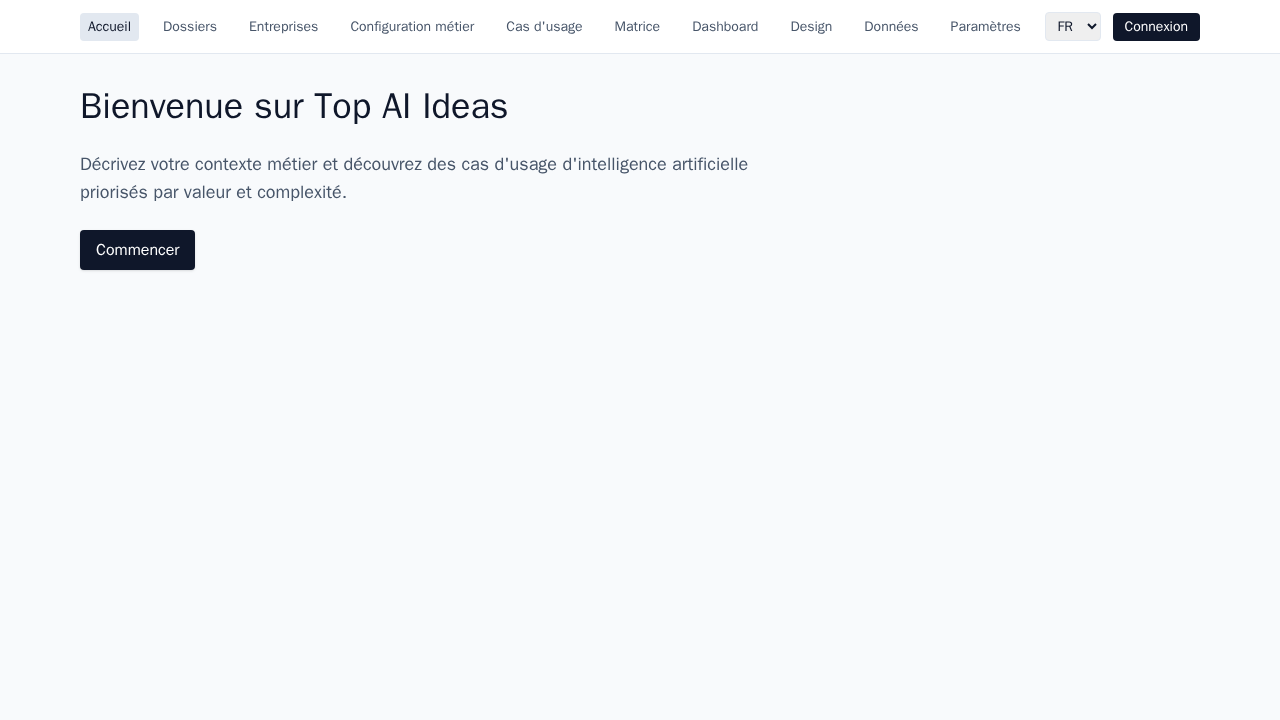 Accueil Dossiers Entreprises Configuration métier Cas d'usage Matrice Dashboard Design Données Paramètres FR Connexion
Bienvenue sur Top AI Ideas
Décrivez votre contexte métier et découvrez des cas d'usage d'intelligence artificielle
priorisés par valeur et complexité.
Commencer